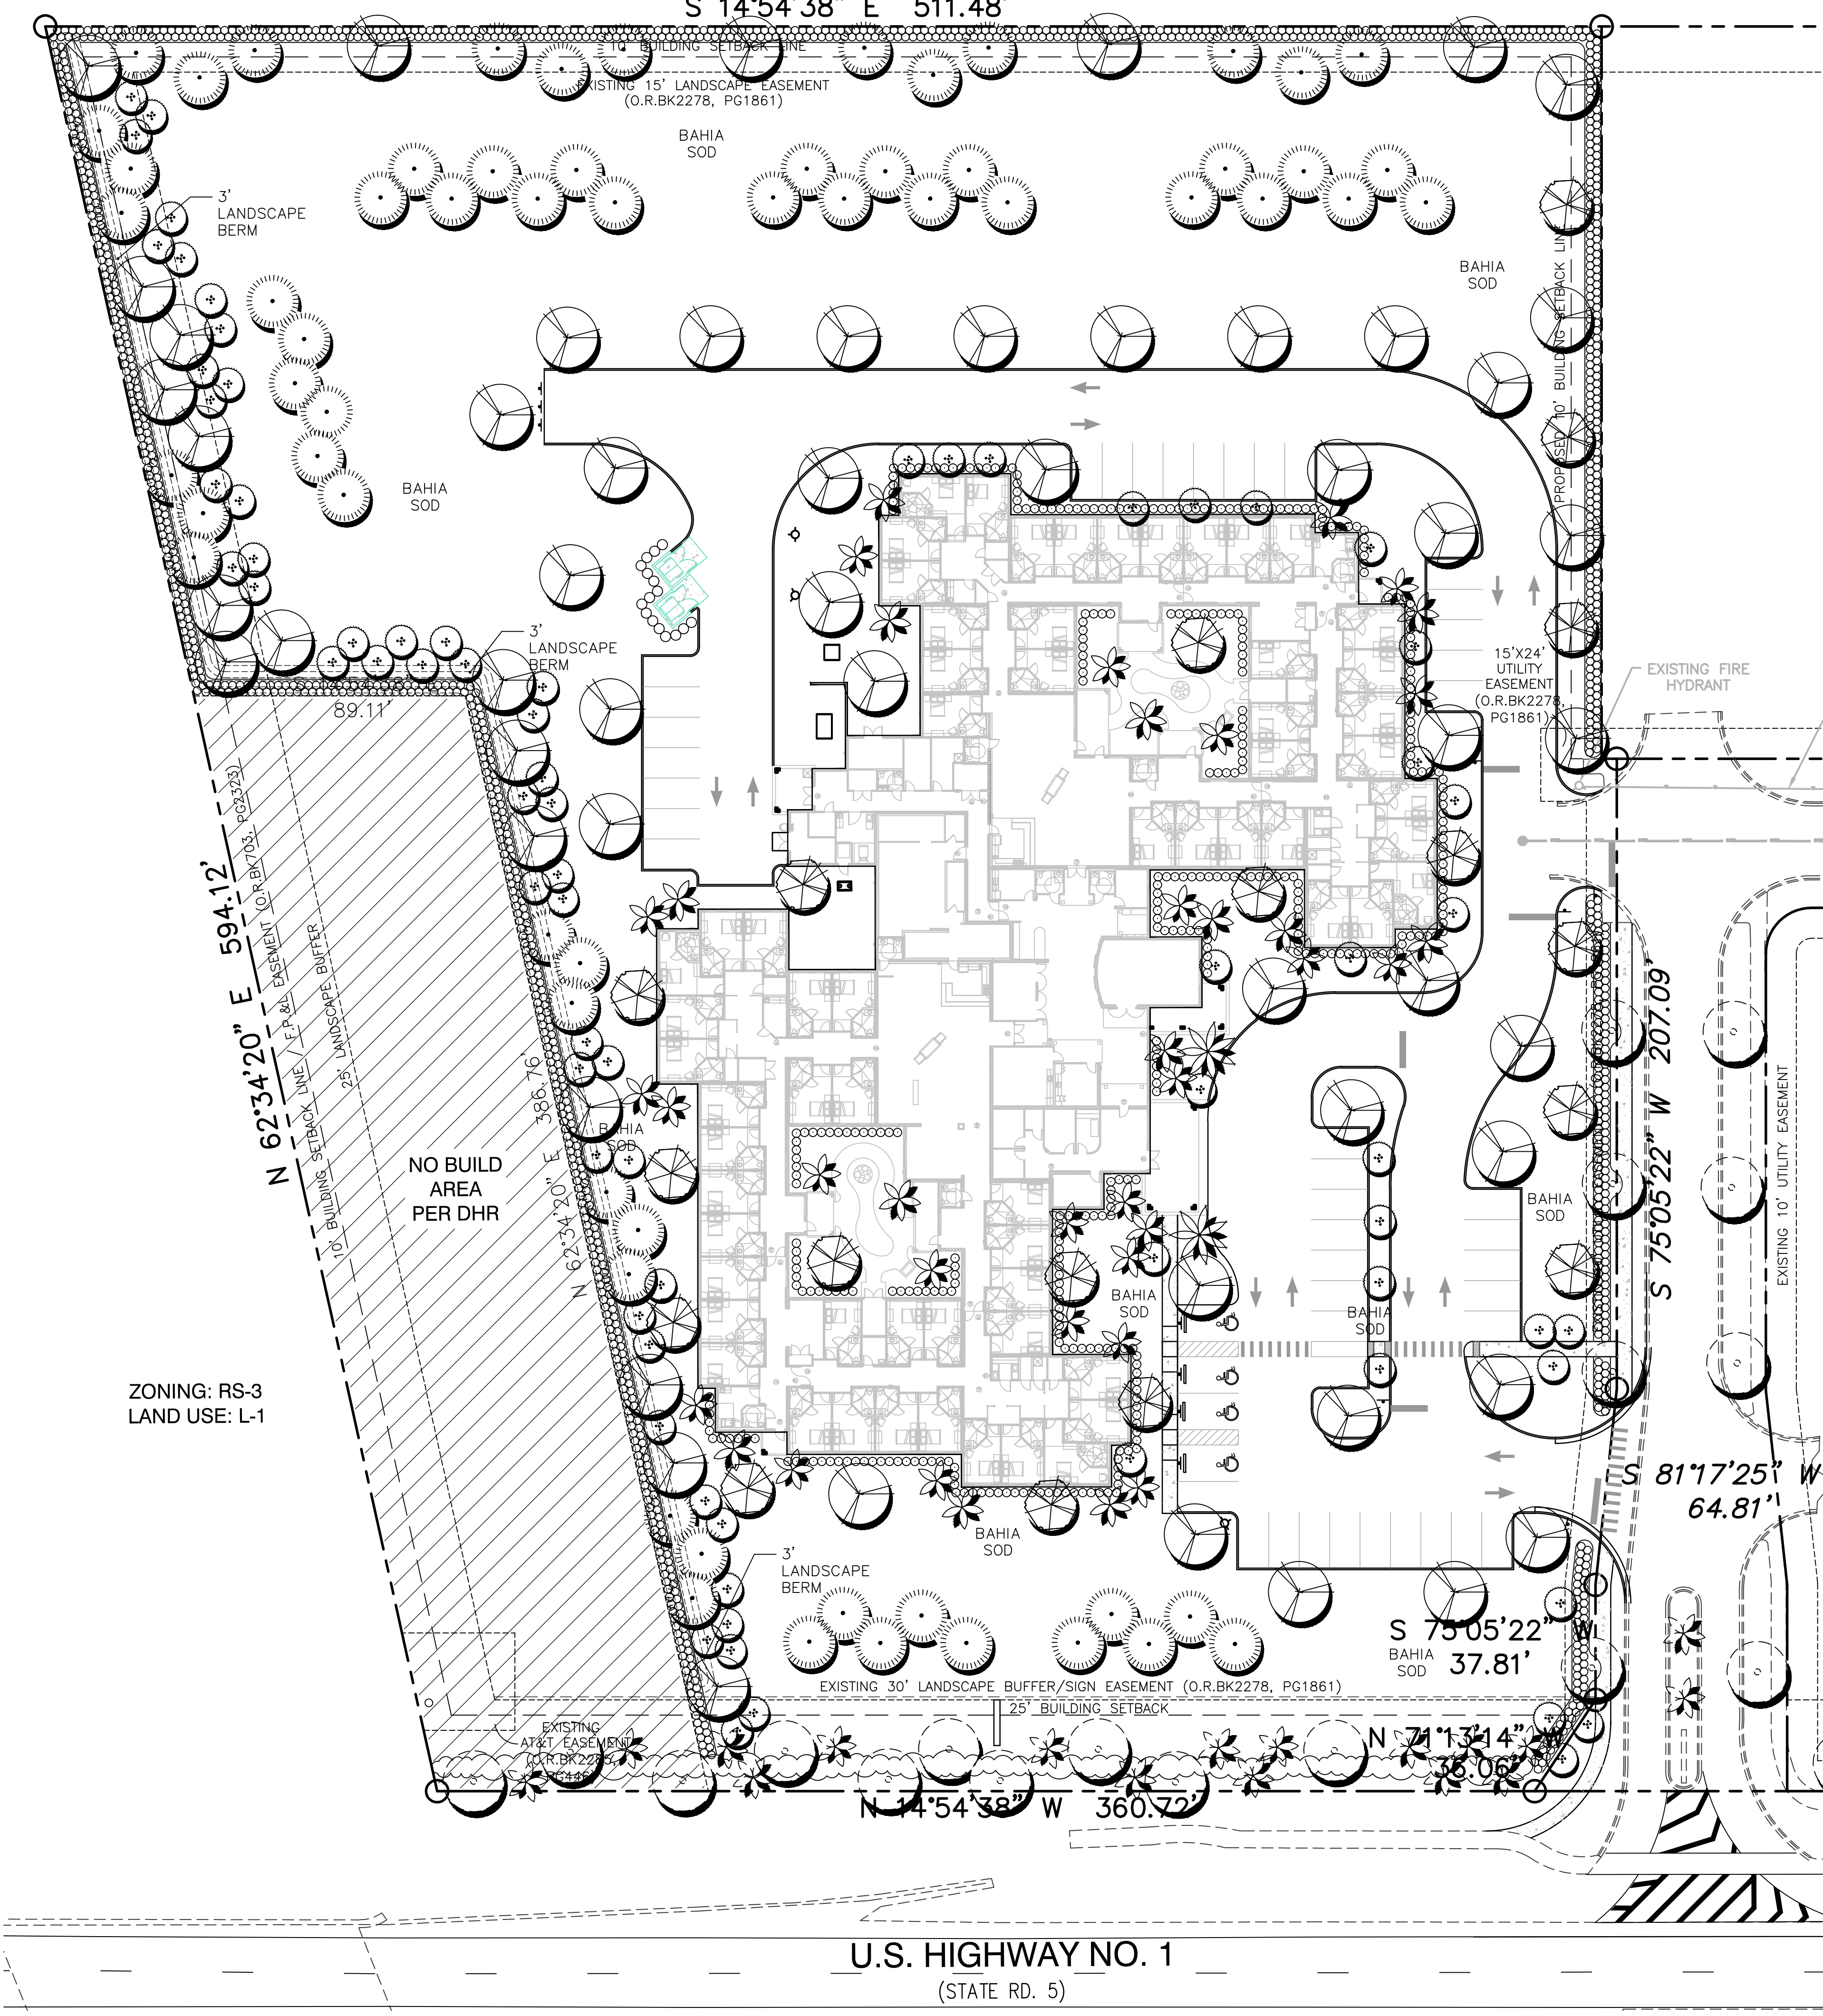 S 14°54'38" E 511.48'
10' BUILDING SETBACK LINE
EXISTING 15' LANDSCAPE EASEMENT
(O.R.BK2278, PG1861)
BAHIA
SOD
3'
LANDSCAPE
BERM
BAHIA
SOD
PROPOSED 10' BUILDING SETBACK LINE
BAHIA
SOD
3'
LANDSCAPE
BERM
15'X24'
UTILITY
EASEMENT
(O.R.BK2278,
PG1861)
EXISTING FIRE
HYDRANT
89.11'
N 62°34'20" E 594.12'
10' BUILDING SETBACK LINE / F.P.&L. EASEMENT (O.R.BK703, PG2323)
25' LANDSCAPE BUFFER
N 62°34'20" E 386.76'
BAHIA
SOD
NO BUILD
AREA
PER DHR
S 75°05'22" W 207.09'
EXISTING 10' UTILITY EASEMENT
BAHIA
SOD
BAHIA
SOD
BAHIA
SOD
ZONING: RS-3
LAND USE: L-1
S 81°17'25" W
64.81'
BAHIA
SOD
3'
LANDSCAPE
BERM
S 75°05'22" W
37.81'
BAHIA
SOD
EXISTING 30' LANDSCAPE BUFFER/SIGN EASEMENT (O.R.BK2278, PG1861)
25' BUILDING SETBACK
EXISTING
AT&T EASEMENT
N 71°13'14" W
36.06'
N 14°54'38" W 360.72'
U.S. HIGHWAY NO. 1
(STATE RD. 5)